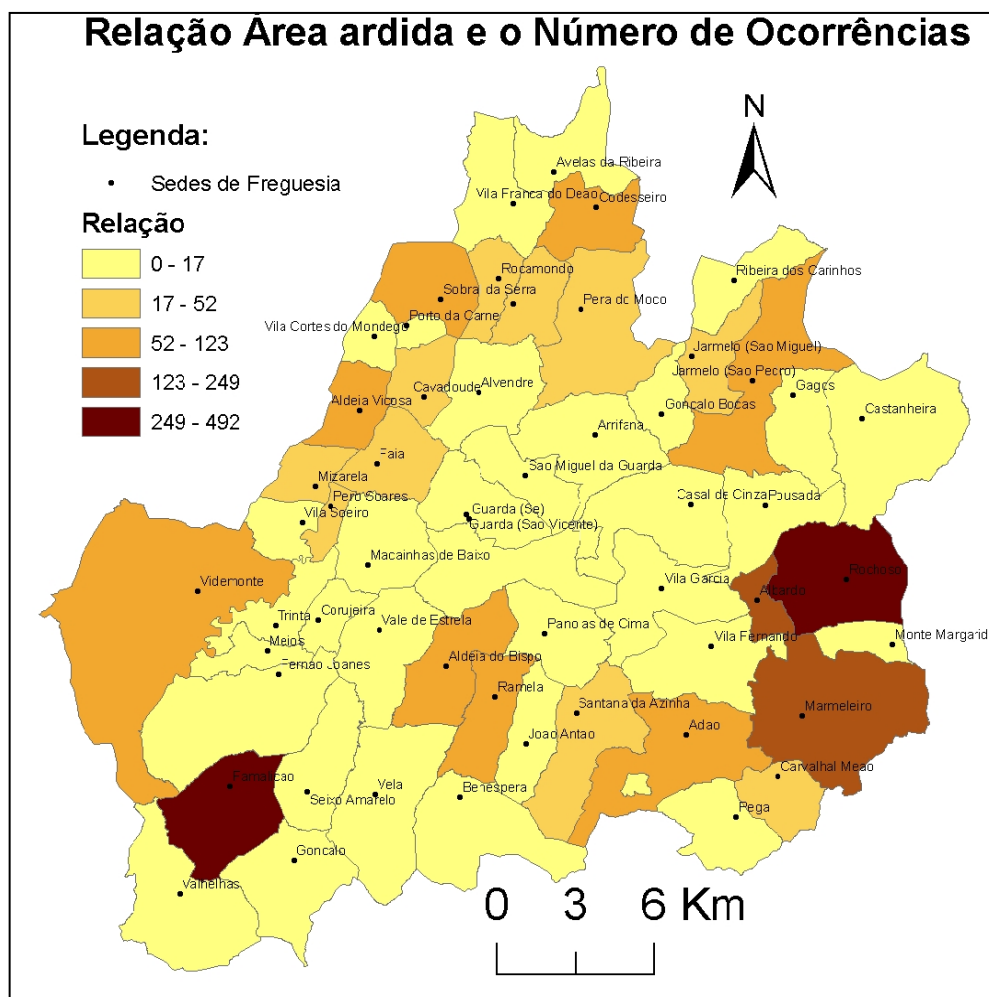 Relação Área ardida e o Número de Ocorrências
N
Legenda:
Sedes de Freguesia
Relação
0 - 17
17 - 52
52 - 123
123 - 249
249 - 492
Avelas da Ribeira
Vila Franca do Deao
Codesseiro
Rocamondo
Ribeira dos Carinhos
Sobral da Serra
Pera do Moco
Porto da Carne
Vila Cortes do Mondego
Jarmelo (Sao Miguel)
Jarmelo (Sao Pedro)
Gagos
Cavadoude
Alvendre
Aldeia Vicosa
Goncalo Bocas
Castanheira
Arrifana
Faia
Sao Miguel da Guarda
Mizarela
Pero Soares
Casal de Cinza
Pousada
Vila Soeiro
Guarda (Se)
Guarda (Sao Vicente)
Macainhas de Baixo
Videmonte
Vila Garcia
Rochoso
Trinta
Corujeira
Vale de Estrela
Panoias de Cima
Vila Fernando
Monte Margarid
Meios
Fernao Joanes
Aldeia do Bispo
Ramela
Santana da Azinha
Marmeleiro
Joao Antao
Adao
Famalicao
Carvalhal Meao
Seixo Amarelo
Vela
Benespera
Pega
Goncalo
Valhelhas
0 3 6 Km